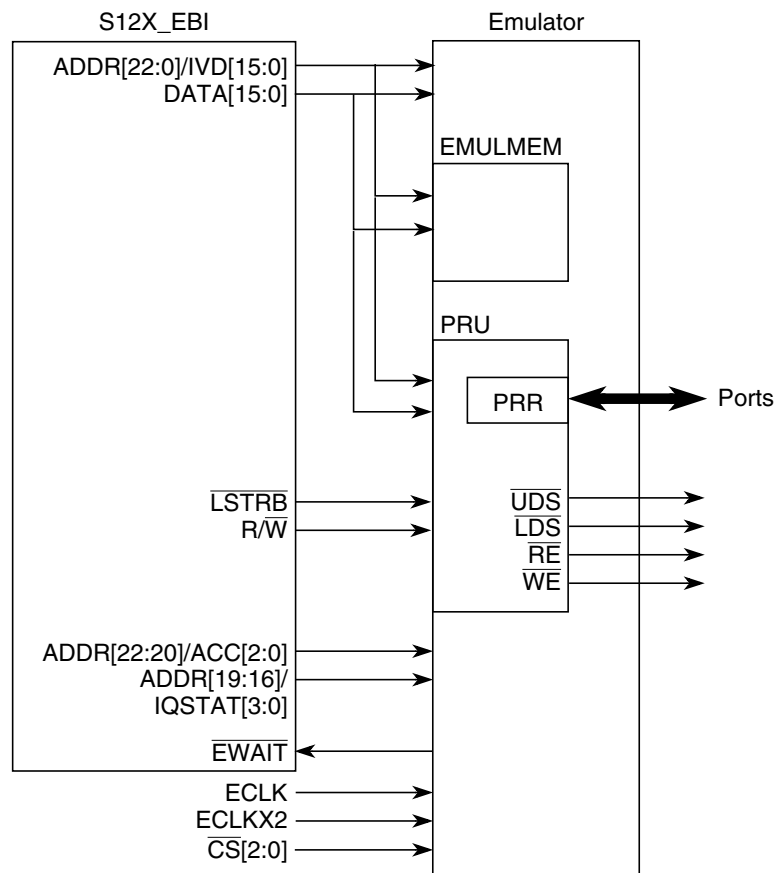 S12X_EBI
Emulator
ADDR[22:0]/IVD[15:0]
DATA[15:0]
EMULMEM
PRU
PRR
Ports
LSTRB
R/W
UDS
LDS
RE
WE
ADDR[22:20]/ACC[2:0]
ADDR[19:16]/
IQSTAT[3:0]
EWAIT
ECLK
ECLKX2
CS[2:0]